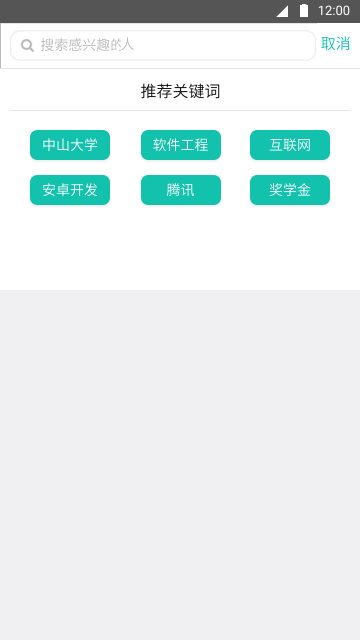 12:00
搜索感兴趣的人
取消
推荐关键词
中山大学 软件工程 互联网
安卓开发 腾讯 奖学金